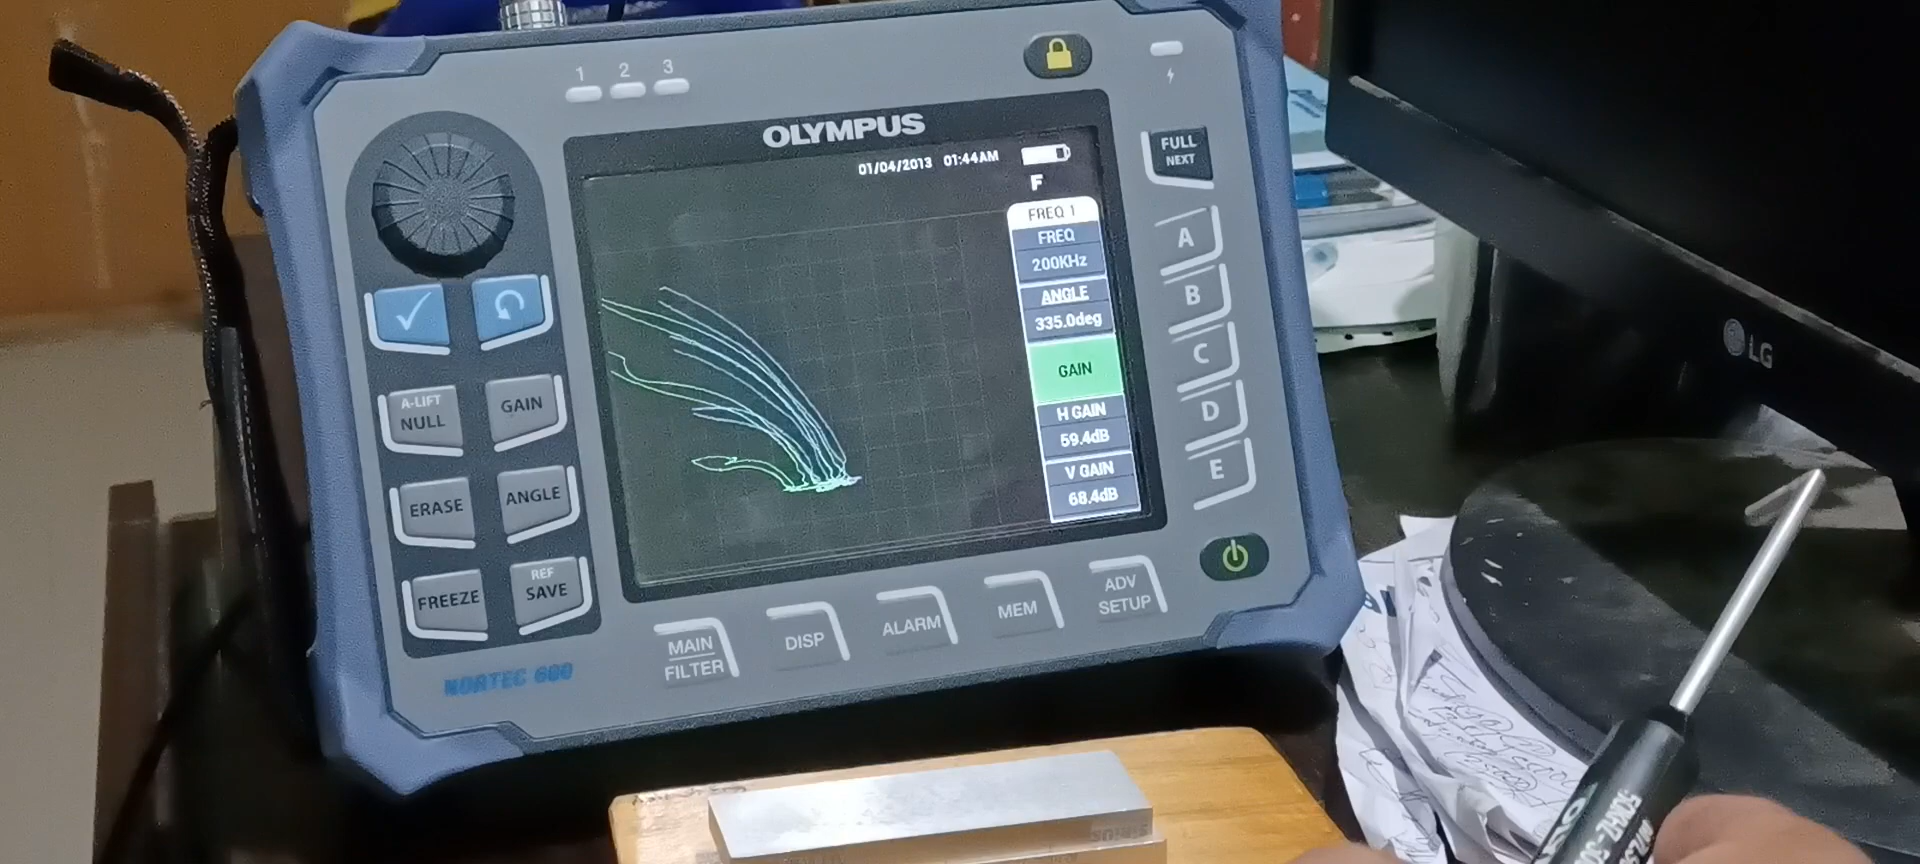 1 2 3
OLYMPUS
01/04/2013 01:44AM
F
FREQ 1
FREQ
200KHz
ANGLE
335.0deg
GAIN
H GAIN
59.4dB
V GAIN
68.4dB
FULL
NEXT
A
B
C
D
E
A-LIFT
NULL
GAIN
ERASE
ANGLE
FREEZE
REF
SAVE
MAIN
FILTER
DISP
ALARM
MEM
ADV
SETUP
NORTEC 600
LG